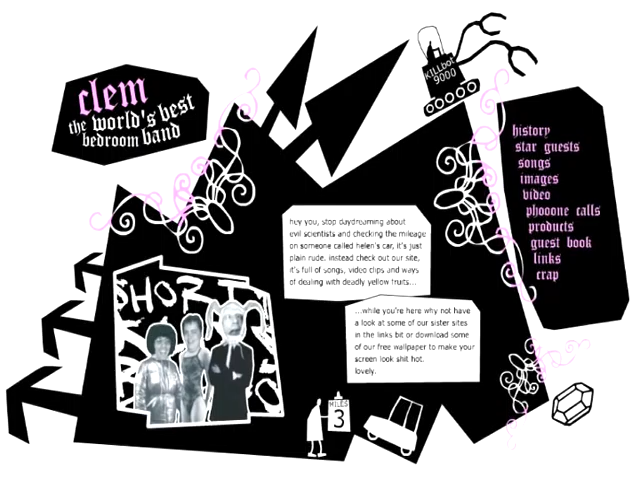 clem
the world's best
bedroom band
KILLbot
9000
history
star guests
songs
images
video
phooone calls
products
guest book
links
crap
hey you, stop daydreaming about
evil scientists and checking the mileage
on someone called helen's car, it's just
plain rude. instead check out our site,
it's full of songs, video clips and ways
of dealing with deadly yellow fruits...
...while you're here why not have
a look at some of our sister sites
in the links bit or download some
of our free wallpaper to make your
screen look shit hot.
lovely.
SHORT
MILES
3